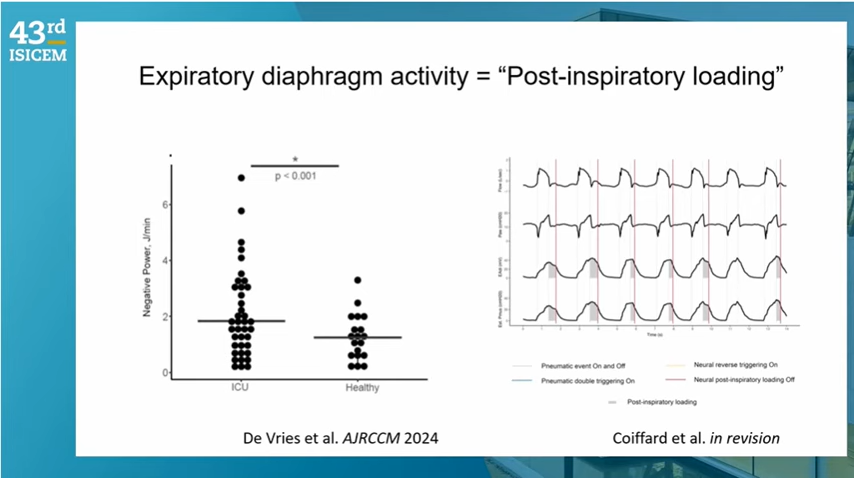 43rd
ISICEM
Expiratory diaphragm activity = “Post-inspiratory loading”
*
p < 0.001
Negative Power, J/min
6
4
2
0
ICU
Healthy
Time (s)
Pneumatic event On and Off
Neural reverse triggering On
Pneumatic double triggering On
Neural post-inspiratory loading Off
Post-inspiratory loading
De Vries et al. AJRCCM 2024
Coiffard et al. in revision